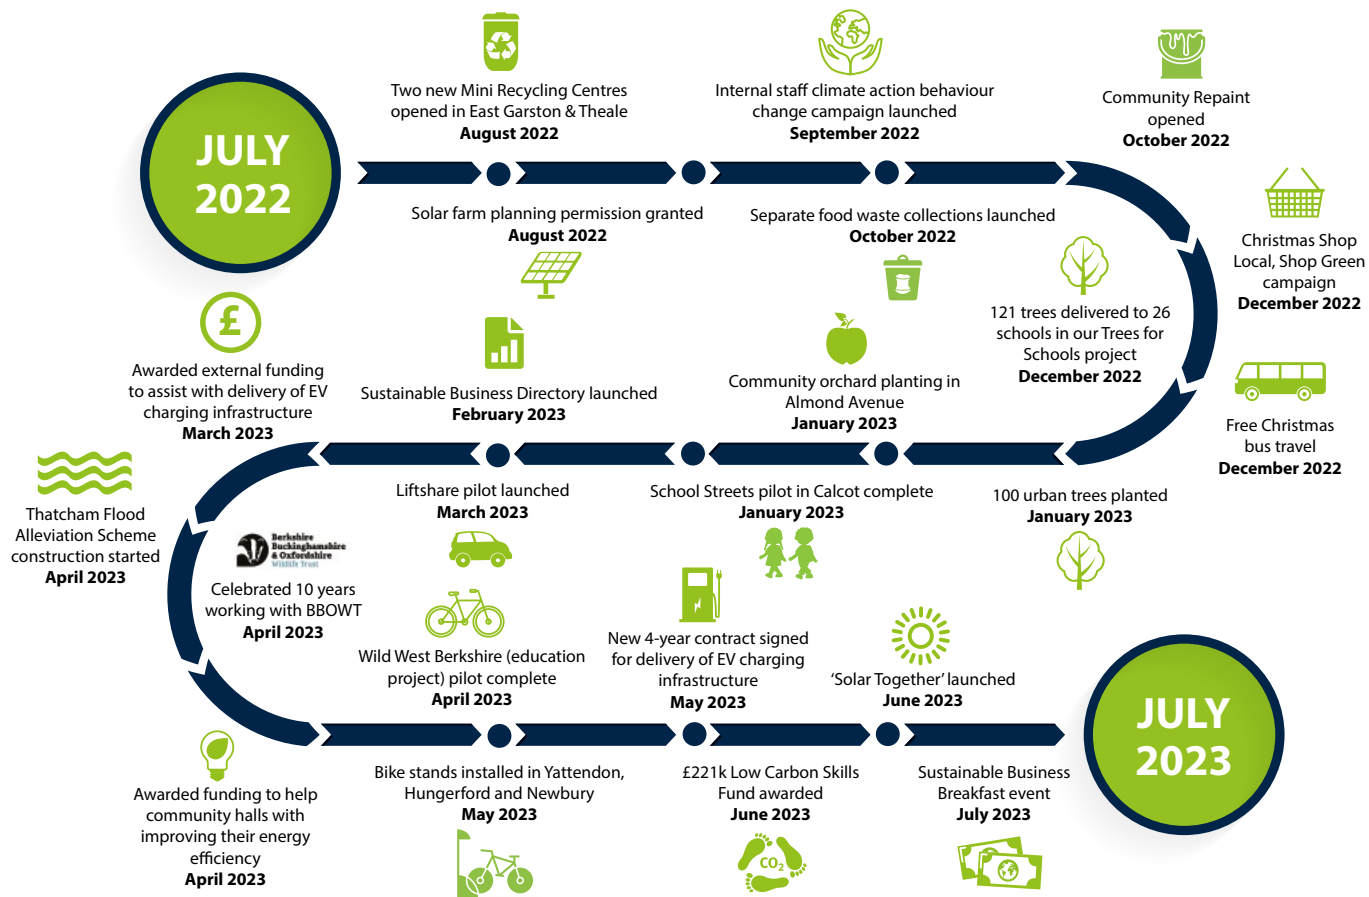 JULY
2022
Two new Mini Recycling Centres
opened in East Garston & Theale
August 2022
Solar farm planning permission granted
August 2022
Internal staff climate action behaviour
change campaign launched
September 2022
Separate food waste collections launched
October 2022
Community Repaint
opened
October 2022
Christmas Shop
Local, Shop Green
campaign
December 2022
121 trees delivered to 26
schools in our Trees for
Schools project
December 2022
Free Christmas
bus travel
December 2022
100 urban trees planted
January 2023
Community orchard planting in
Almond Avenue
January 2023
School Streets pilot in Calcot complete
January 2023
Sustainable Business Directory launched
February 2023
Liftshare pilot launched
March 2023
£
Awarded external funding
to assist with delivery of EV
charging infrastructure
March 2023
Thatcham Flood
Alleviation Scheme
construction started
April 2023
Berkshire
Buckinghamshire
& Oxfordshire
Wildlife Trust
Celebrated 10 years
working with BBOWT
April 2023
Awarded funding to help
community halls with
improving their energy
efficiency
April 2023
Wild West Berkshire (education
project) pilot complete
April 2023
Bike stands installed in Yattendon,
Hungerford and Newbury
May 2023
New 4-year contract signed
for delivery of EV charging
infrastructure
May 2023
£221k Low Carbon Skills
Fund awarded
June 2023
CO2
'Solar Together' launched
June 2023
Sustainable Business
Breakfast event
July 2023
JULY
2023